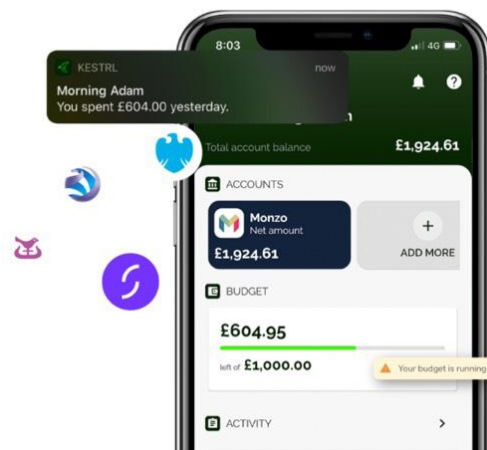 8:03
4G
KESTRL
now
Morning Adam
You spent £604.00 yesterday.
Total account balance
£1,924.61
ACCOUNTS
Monzo
Net amount
£1,924.61
ADD MORE
BUDGET
£604.95
left of £1,000.00
Your budget is running
ACTIVITY